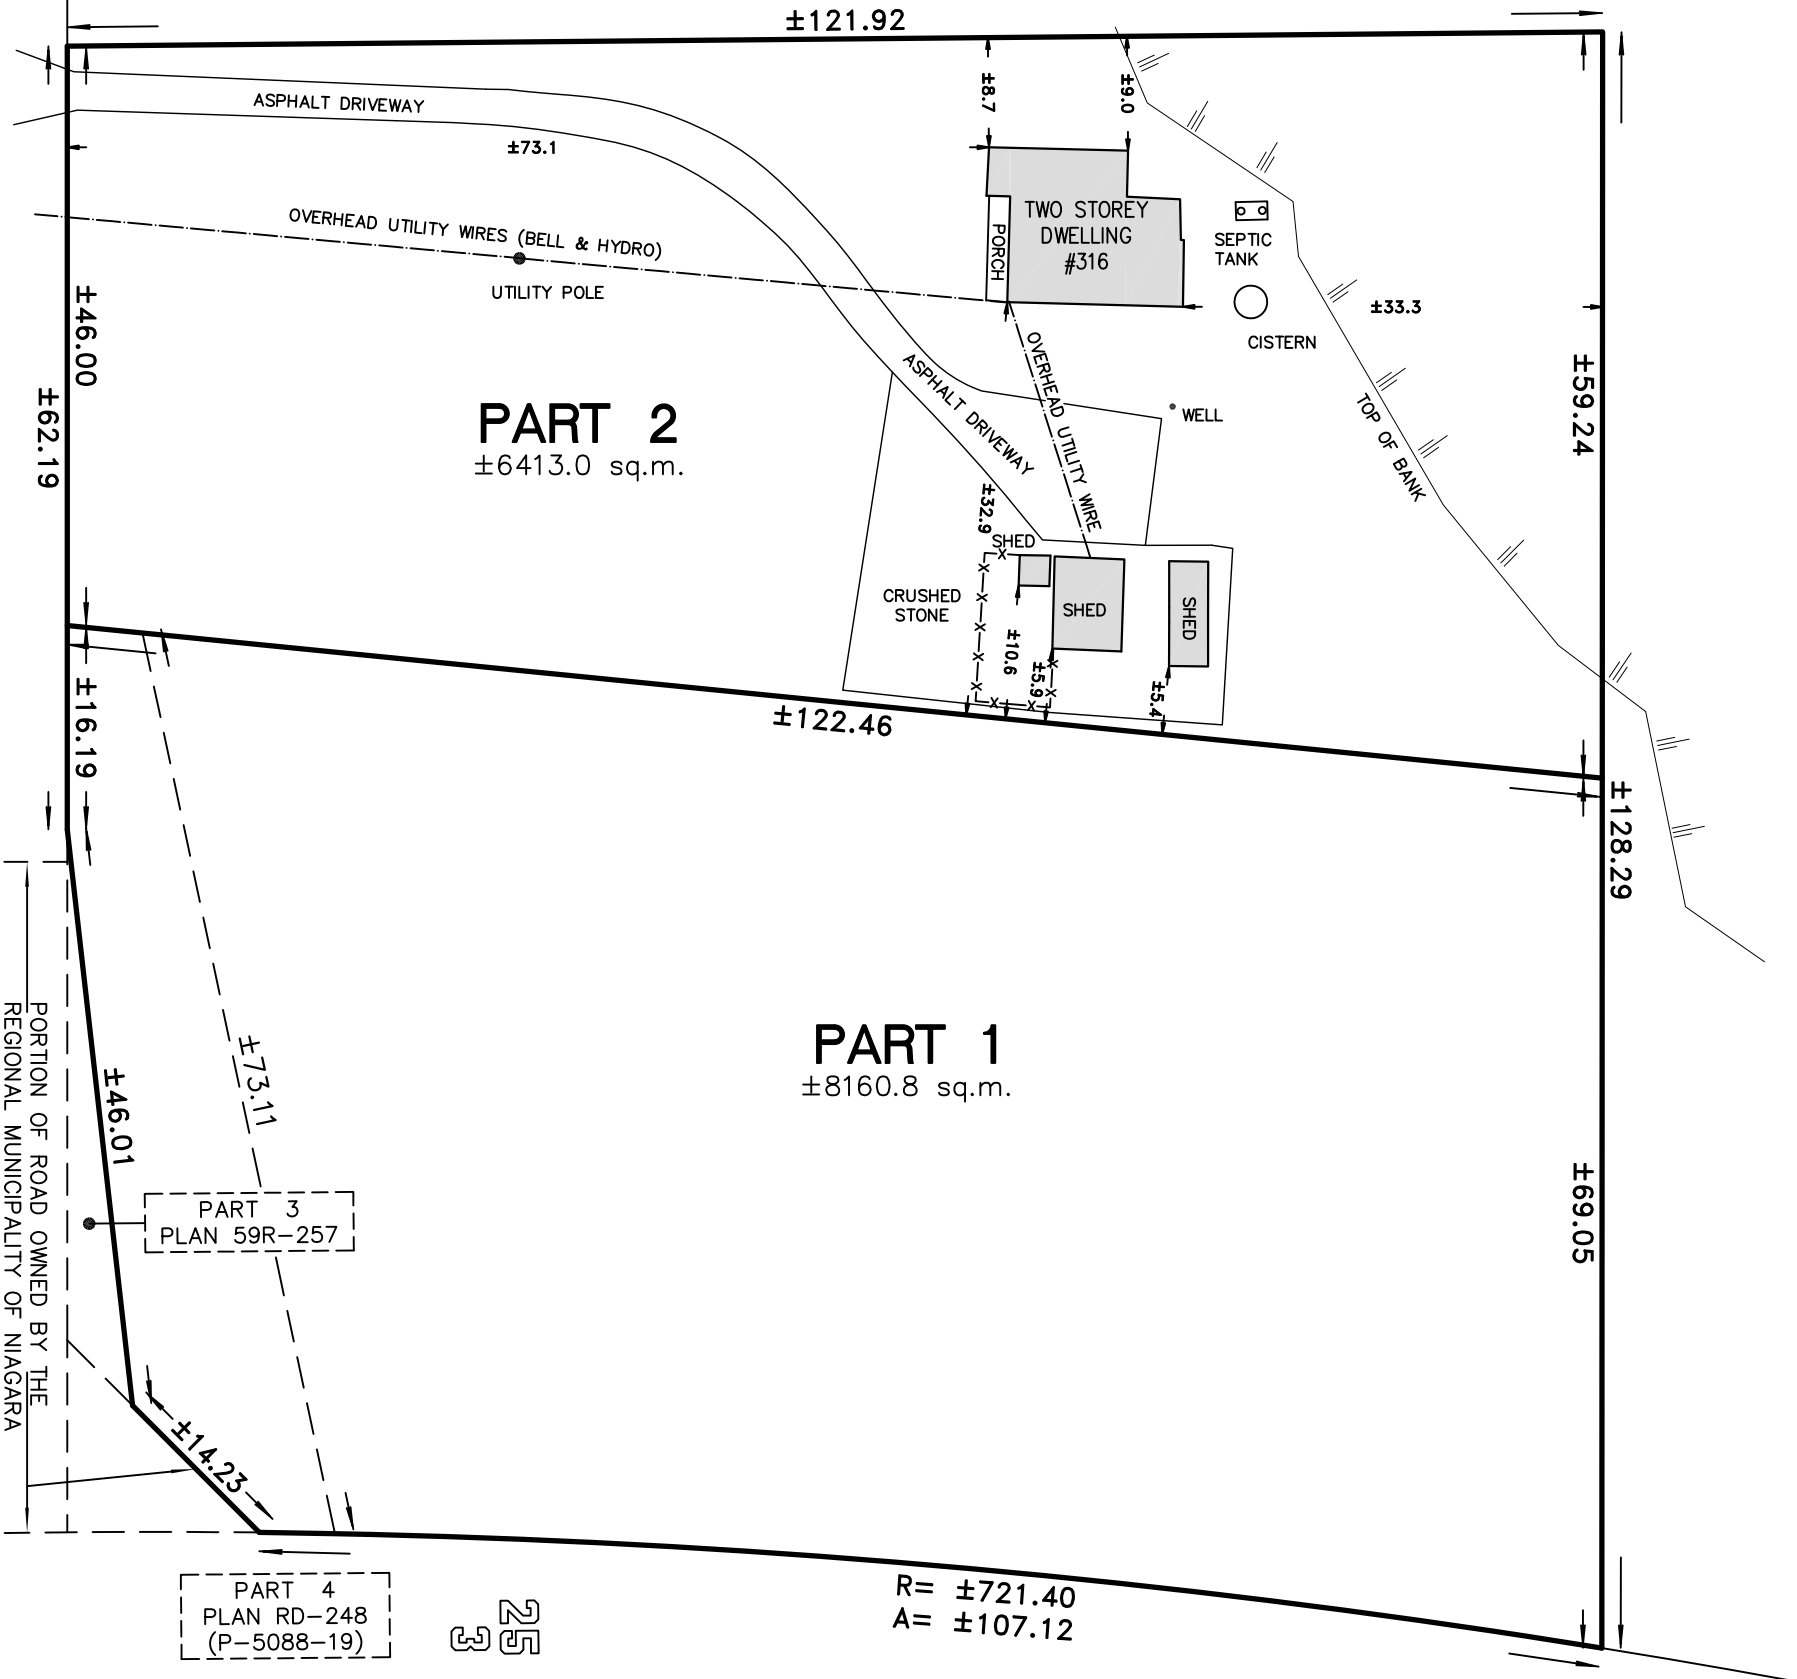 ±121.92
±8.7
±9.0
ASPHALT DRIVEWAY
±73.1
OVERHEAD UTILITY WIRES (BELL & HYDRO)
UTILITY POLE
TWO STOREY
DWELLING
#316
PORCH
SEPTIC
TANK
CISTERN
±33.3
±46.00
±62.19
±59.24
TOP OF BANK
WELL
OVERHEAD UTILITY WIRE
ASPHALT DRIVEWAY
PART 2
±6413.0 sq.m.
±32.9
SHED
CRUSHED
STONE
SHED
SHED
±10.6
±5.9
±5.4
±16.19
±122.46
±128.29
PART 1
±8160.8 sq.m.
±73.11
±46.01
±69.05
PART 3
PLAN 59R-257
PORTION OF ROAD OWNED BY THE
REGIONAL MUNICIPALITY OF NIAGARA
±14.23
PART 4
PLAN RD-248
(P-5088-19)
25
3
R= ±721.40
A= ±107.12